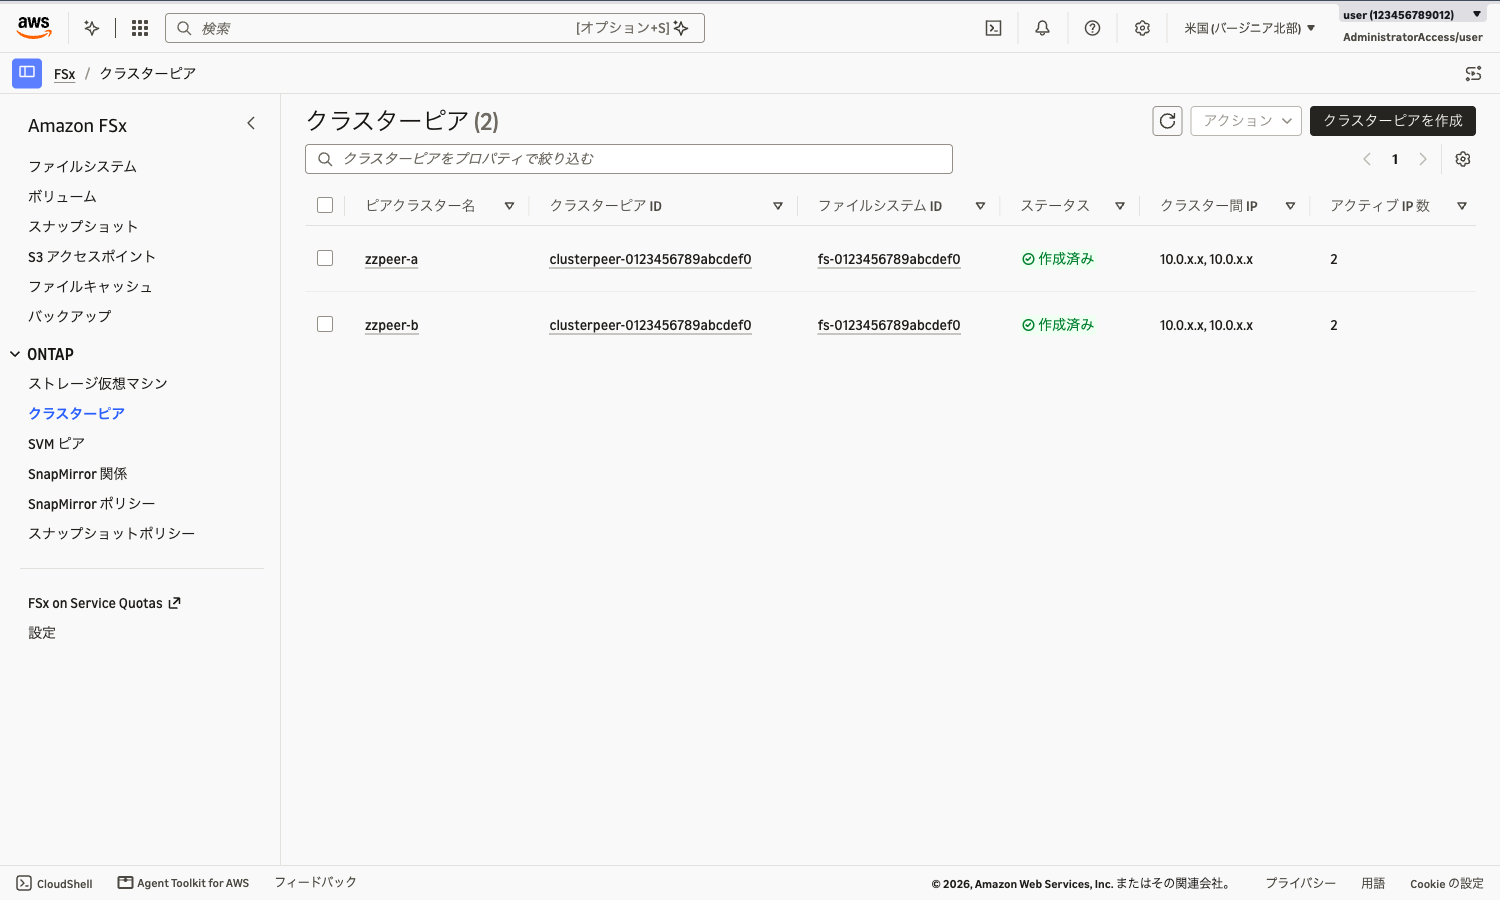 aws
検索 [オプション+S]
米国 (バージニア北部)
user (123456789012)
AdministratorAccess/user
FSx / クラスターピア
Amazon FSx
ファイルシステム
ボリューム
スナップショット
S3 アクセスポイント
ファイルキャッシュ
バックアップ
ONTAP
ストレージ仮想マシン
クラスターピア
SVM ピア
SnapMirror 関係
SnapMirror ポリシー
スナップショットポリシー
FSx on Service Quotas
設定
クラスターピア (2)
アクション
クラスターピアを作成
クラスターピアをプロパティで絞り込む
1
ピアクラスター名 クラスターピア ID ファイルシステム ID ステータス クラスター間 IP アクティブ IP 数
zzpeer-a clusterpeer-0123456789abcdef0 fs-0123456789abcdef0 作成済み 10.0.x.x, 10.0.x.x 2
zzpeer-b clusterpeer-0123456789abcdef0 fs-0123456789abcdef0 作成済み 10.0.x.x, 10.0.x.x 2
CloudShell Agent Toolkit for AWS フィードバック
© 2026, Amazon Web Services, Inc. またはその関連会社。 プライバシー 用語 Cookie の設定